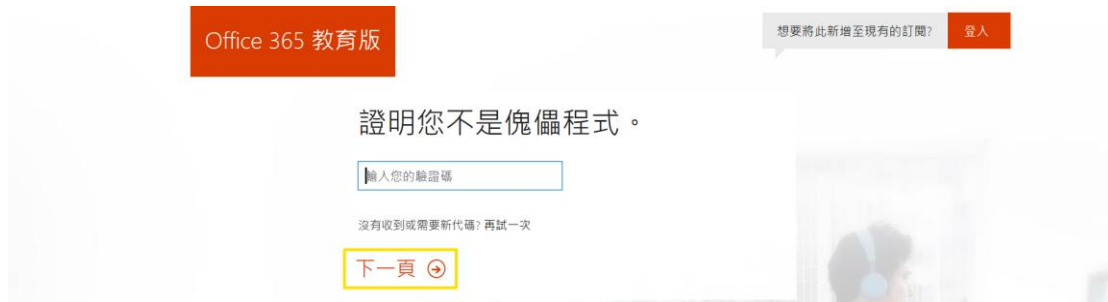 Office 365 教育版
想要將此新增至現有的訂閱?
登入
證明您不是傀儡程式。
輸入您的驗證碼
沒有收到或需要新代碼? 再試一次
下一頁